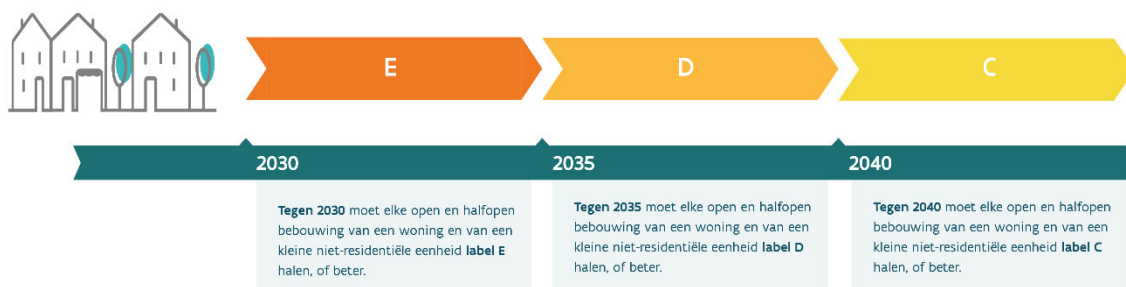 E
D
C
2030
2035
2040
Tegen 2030 moet elke open en halfopen
bebouwing van een woning en van een
kleine niet-residentiële eenheid label E
halen, of beter.
Tegen 2035 moet elke open en halfopen
bebouwing van een woning en van een
kleine niet-residentiële eenheid label D
halen, of beter.
Tegen 2040 moet elke open en halfopen
bebouwing van een woning en van een
kleine niet-residentiële eenheid label C
halen, of beter.